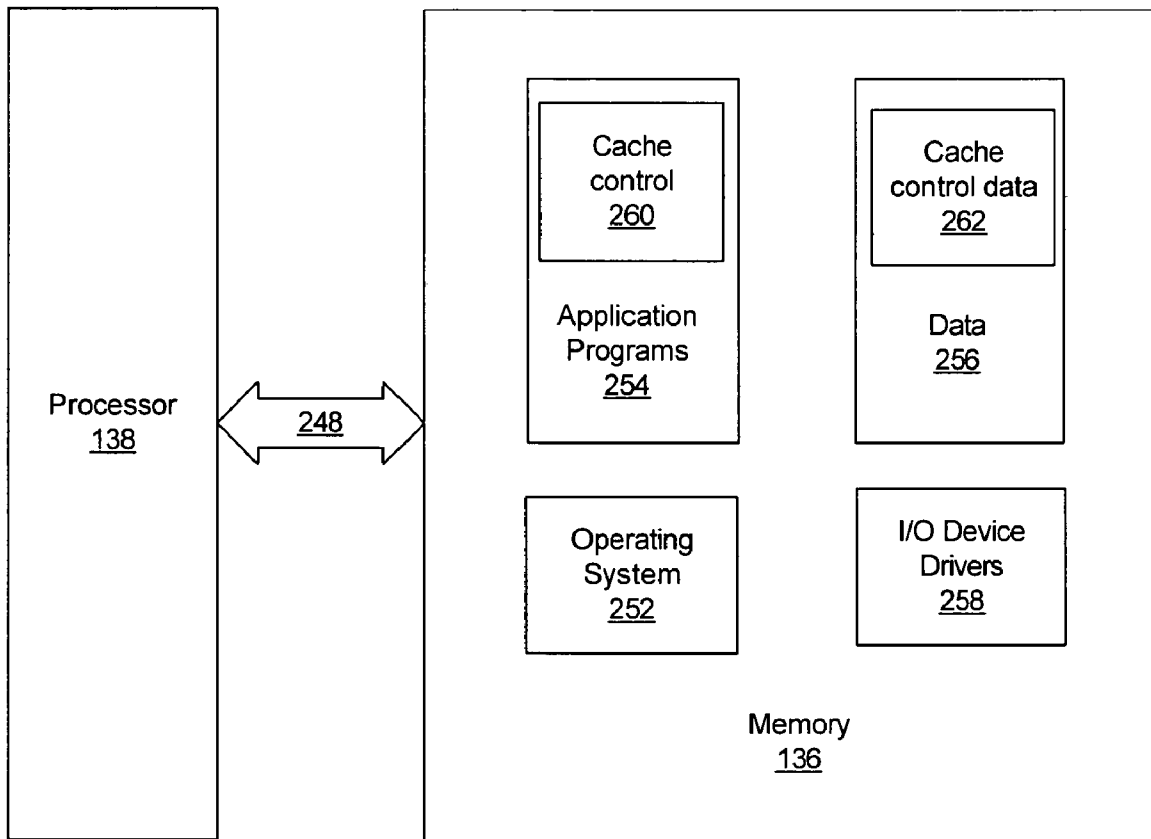 Processor
138
248
Cache
control
260
Application
Programs
254
Cache
control data
262
Data
256
Operating
System
252
I/O Device
Drivers
258
Memory
136